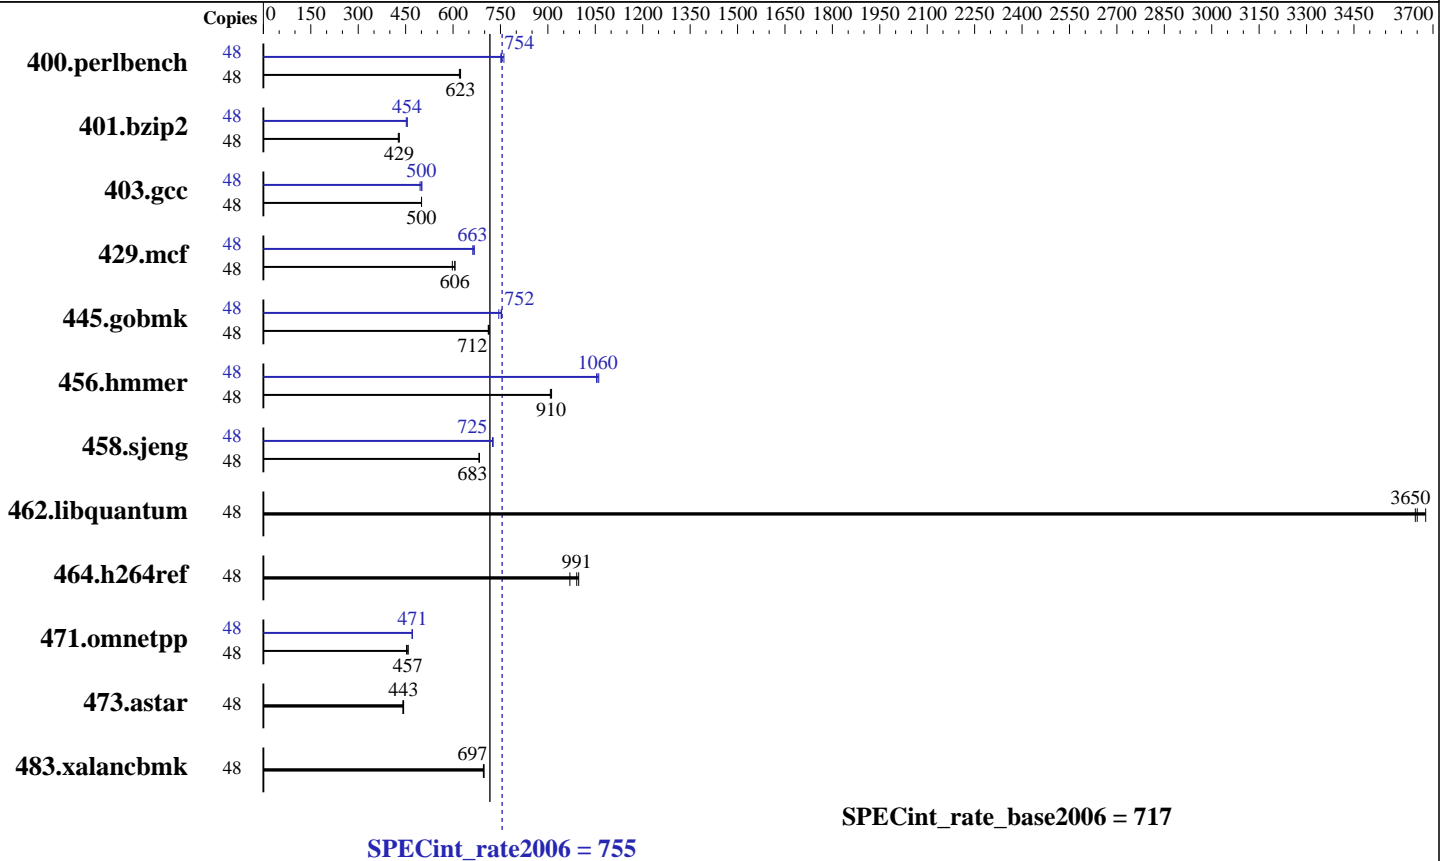 Copies 0 150 300 450 600 750 900 1050 1200 1350 1500 1650 1800 1950 2100 2250 2400 2550 2700 2850 3000 3150 3300 3450 3700
400.perlbench 48 754
48 623
401.bzip2 48 454
48 429
403.gcc 48 500
48 500
429.mcf 48 663
48 606
445.gobmk 48 752
48 712
456.hmmer 48 1060
48 910
458.sjeng 48 725
48 683
462.libquantum 48 3650
464.h264ref 48 991
471.omnetpp 48 471
48 457
473.astar 48 443
483.xalancbmk 48 697
SPECint_rate_base2006 = 717
SPECint_rate2006 = 755